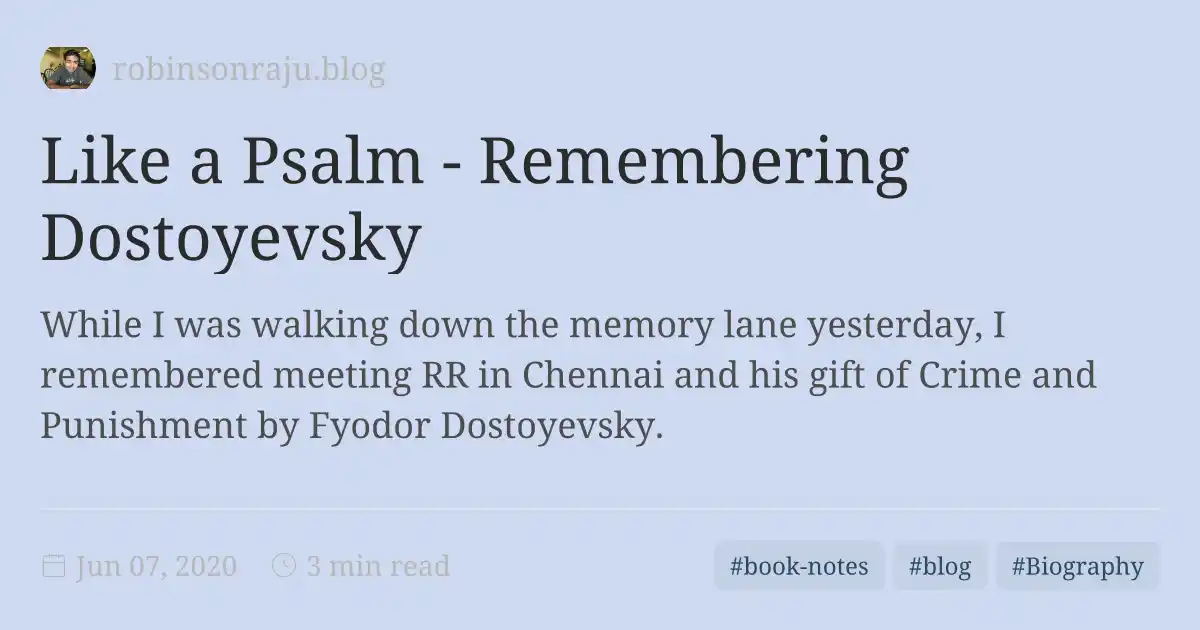 robinsonraju.blog
Like a Psalm - Remembering
Dostoyevsky
While I was walking down the memory lane yesterday, I
remembered meeting RR in Chennai and his gift of Crime and
Punishment by Fyodor Dostoyevsky.
Jun 07, 2020 3 min read #book-notes #blog #Biography